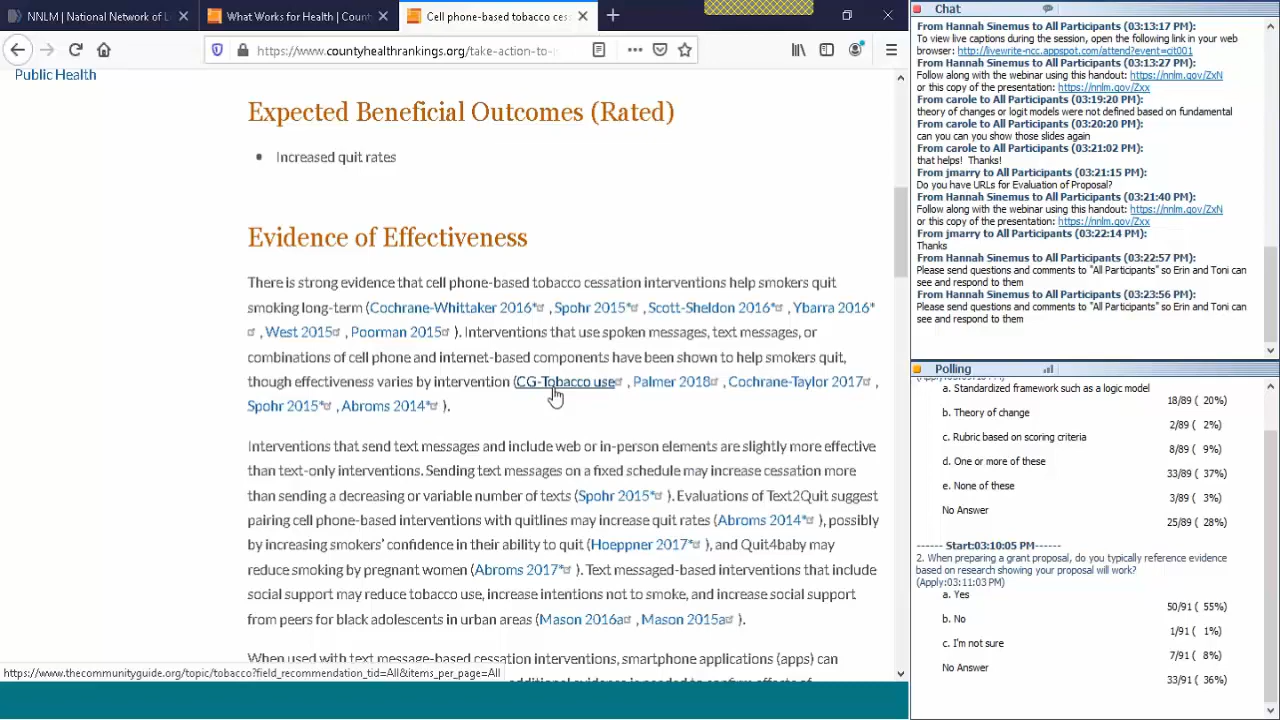 NNLM | National Network of L
What Works for Health | Count
Cell phone-based tobacco cess
https://www.countyhealthrankings.org/take-action-to-
Public Health
Expected Beneficial Outcomes (Rated)
• Increased quit rates
Evidence of Effectiveness
There is strong evidence that cell phone-based tobacco cessation interventions help smokers quit
smoking long-term (Cochrane-Whittaker 2016*, Spohr 2015*, Scott-Sheldon 2016*, Ybarra 2016*
, West 2015, Poorman 2015). Interventions that use spoken messages, text messages, or
combinations of cell phone and internet-based components have been shown to help smokers quit,
though effectiveness varies by intervention (CG-Tobacco use, Palmer 2018, Cochrane-Taylor 2017,
Spohr 2015*, Abroms 2014*).
Interventions that send text messages and include web or in-person elements are slightly more effective
than text-only interventions. Sending text messages on a fixed schedule may increase cessation more
than sending a decreasing or variable number of texts (Spohr 2015*). Evaluations of Text2Quit suggest
pairing cell phone-based interventions with quitlines may increase quit rates (Abroms 2014*), possibly
by increasing smokers' confidence in their ability to quit (Hoeppner 2017*), and Quit4baby may
reduce smoking by pregnant women (Abroms 2017*). Text messaged-based interventions that include
social support may reduce tobacco use, increase intentions not to smoke, and increase social support
from peers for black adolescents in urban areas (Mason 2016a, Mason 2015a).
When used with text message-based cessation interventions, smartphone applications (apps) can
additional evidence is needed to confirm effects of
https://www.thecommunityguide.org/topic/tobacco?field_recommendation_tid=All&items_per_page=All
Chat
From Hannah Sinemus to All Participants (03:13:17 PM):
To view live captions during the session, open the following link in your web
browser: http://livewrite-ncc.appspot.com/attend?event=cit001
From Hannah Sinemus to All Participants (03:13:27 PM):
Follow along with the webinar using this handout: https://nnlm.gov/ZxN
or this copy of the presentation: https://nnlm.gov/Zxx
From carole to All Participants (03:19:20 PM):
theory of changes or logit models were not defined based on fundamental
From carole to All Participants (03:20:20 PM):
can you can you show those slides again
From carole to All Participants (03:21:02 PM):
that helps! Thanks!
From jmarry to All Participants (03:21:15 PM):
Do you have URLs for Evaluation of Proposal?
From Hannah Sinemus to All Participants (03:21:40 PM):
Follow along with the webinar using this handout: https://nnlm.gov/ZxN
or this copy of the presentation: https://nnlm.gov/Zxx
From jmarry to All Participants (03:22:14 PM):
Thanks
From Hannah Sinemus to All Participants (03:22:57 PM):
Please send questions and comments to "All Participants" so Erin and Toni can
see and respond to them
From Hannah Sinemus to All Participants (03:23:56 PM):
Please send questions and comments to "All Participants" so Erin and Toni can
see and respond to them
Polling
a. Standardized framework such as a logic model
18/89 ( 20%)
b. Theory of change
2/89 ( 2%)
c. Rubric based on scoring criteria
8/89 ( 9%)
d. One or more of these
33/89 ( 37%)
e. None of these
3/89 ( 3%)
No Answer
25/89 ( 28%)
------ Start:03:10:05 PM------
2. When preparing a grant proposal, do you typically reference evidence
based on research showing your proposal will work?
(Apply:03:11:03 PM)
a. Yes
50/91 ( 55%)
b. No
1/91 ( 1%)
c. I'm not sure
7/91 ( 8%)
No Answer
33/91 ( 36%)